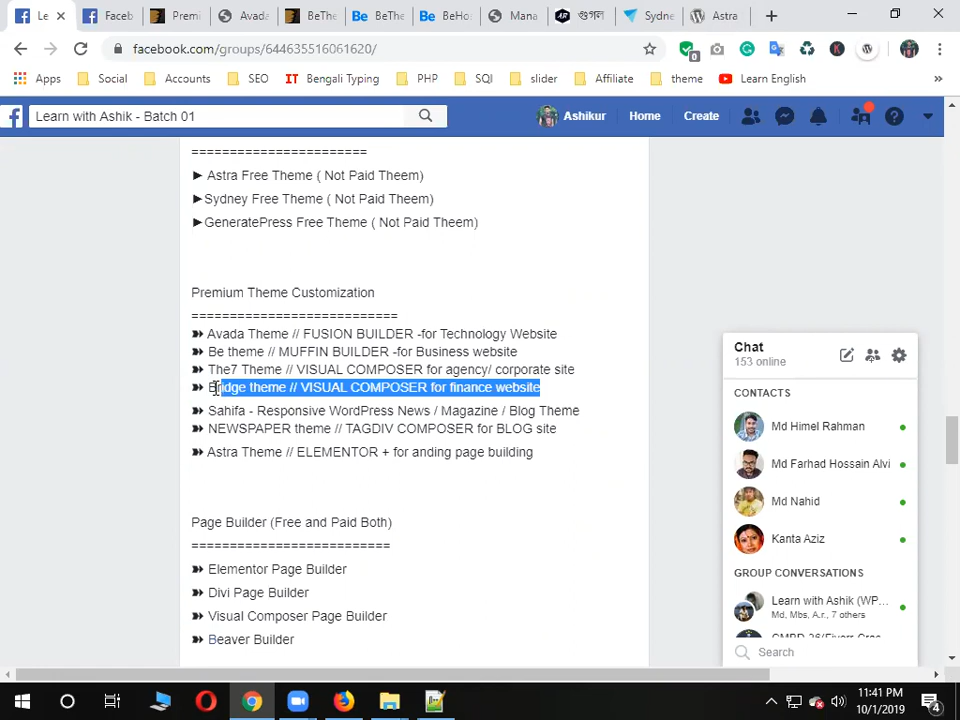 Le
Faceb
Premi
Avada
BeThe
BeThe
BeHos
Mana
গুগল
Sydne
Astra
facebook.com/groups/644635516061620/
Apps
Social
Accounts
SEO
IT Bengali Typing
PHP
SQl
slider
Affiliate
theme
Learn English
Learn with Ashik - Batch 01
Ashikur
Home
Create
=======================
►Astra Free Theme ( Not Paid Theem)
►Sydney Free Theme ( Not Paid Theem)
►GeneratePress Free Theme ( Not Paid Theem)
Premium Theme Customization
===========================
➽ Avada Theme // FUSION BUILDER -for Technology Website
➽ Be theme // MUFFIN BUILDER -for Business website
➽ The7 Theme // VISUAL COMPOSER for agency/ corporate site
➽ Bridge theme // VISUAL COMPOSER for finance website
➽ Sahifa - Responsive WordPress News / Magazine / Blog Theme
➽ NEWSPAPER theme // TAGDIV COMPOSER for BLOG site
➽ Astra Theme // ELEMENTOR + for anding page building
Page Builder (Free and Paid Both)
==========================
➽ Elementor Page Builder
➽ Divi Page Builder
➽ Visual Composer Page Builder
➽ Beaver Builder
Chat
153 online
CONTACTS
Md Himel Rahman
Md Farhad Hossain Alvi
Md Nahid
Kanta Aziz
GROUP CONVERSATIONS
Learn with Ashik (WP...
Md, Mbs, A.r., 7 others
Search
11:41 PM
10/1/2019
4